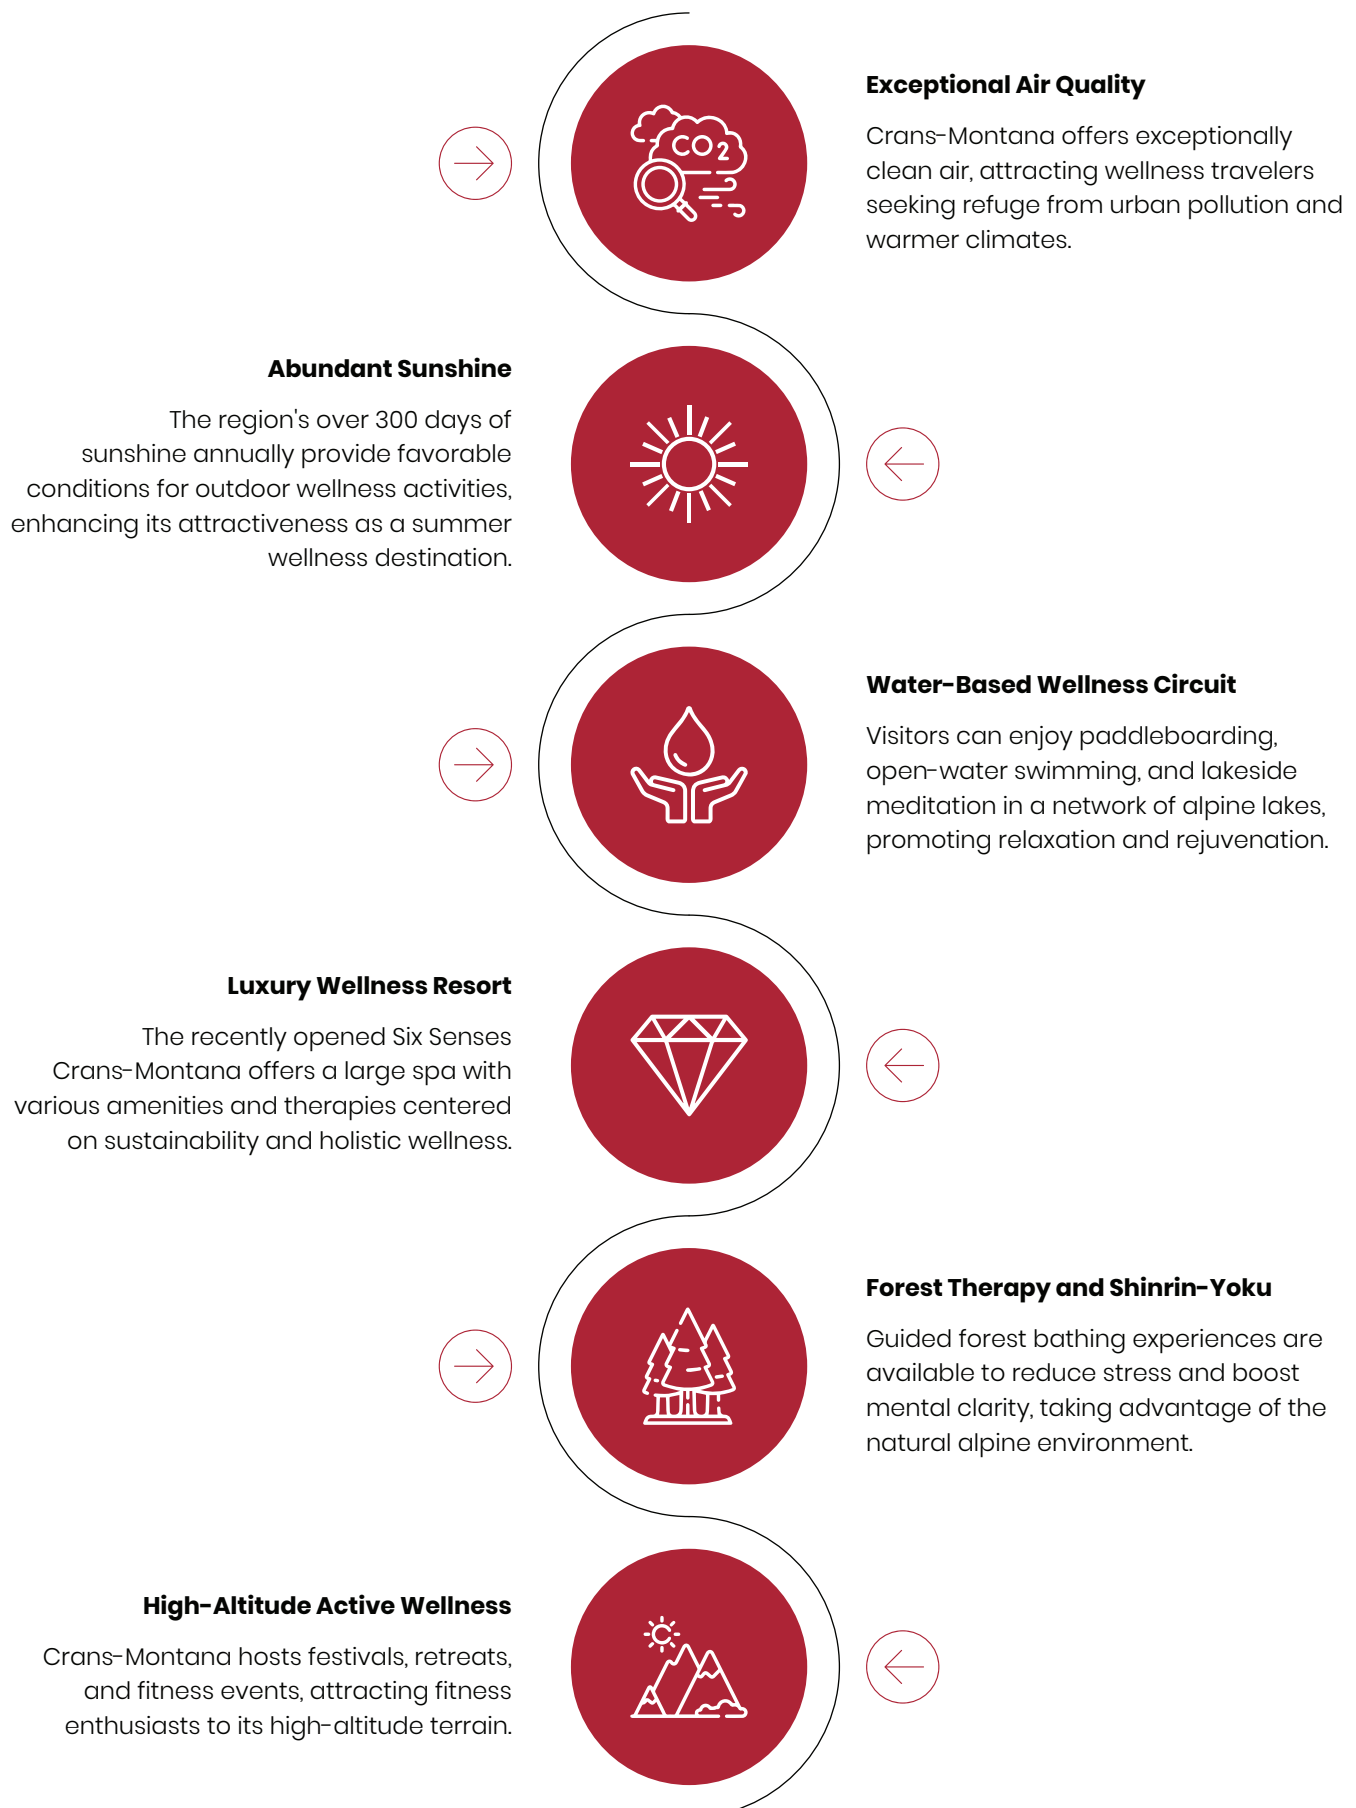 Exceptional Air Quality
Crans-Montana offers exceptionally
clean air, attracting wellness travelers
seeking refuge from urban pollution and
warmer climates.
CO2
Abundant Sunshine
The region's over 300 days of
sunshine annually provide favorable
conditions for outdoor wellness activities,
enhancing its attractiveness as a summer
wellness destination.
Water-Based Wellness Circuit
Visitors can enjoy paddleboarding,
open-water swimming, and lakeside
meditation in a network of alpine lakes,
promoting relaxation and rejuvenation.
Luxury Wellness Resort
The recently opened Six Senses
Crans-Montana offers a large spa with
various amenities and therapies centered
on sustainability and holistic wellness.
Forest Therapy and Shinrin-Yoku
Guided forest bathing experiences are
available to reduce stress and boost
mental clarity, taking advantage of the
natural alpine environment.
High-Altitude Active Wellness
Crans-Montana hosts festivals, retreats,
and fitness events, attracting fitness
enthusiasts to its high-altitude terrain.